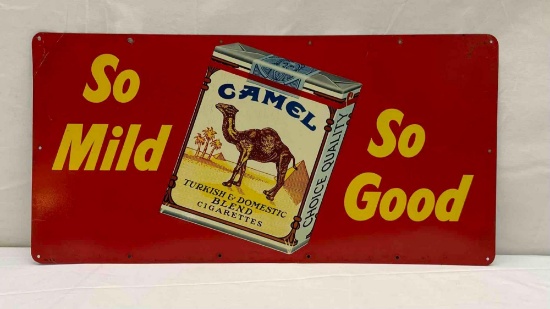 So
Mild
CAMEL
TURKISH & DOMESTIC
BLEND
CIGARETTES
CHOICE QUALITY
So
Good